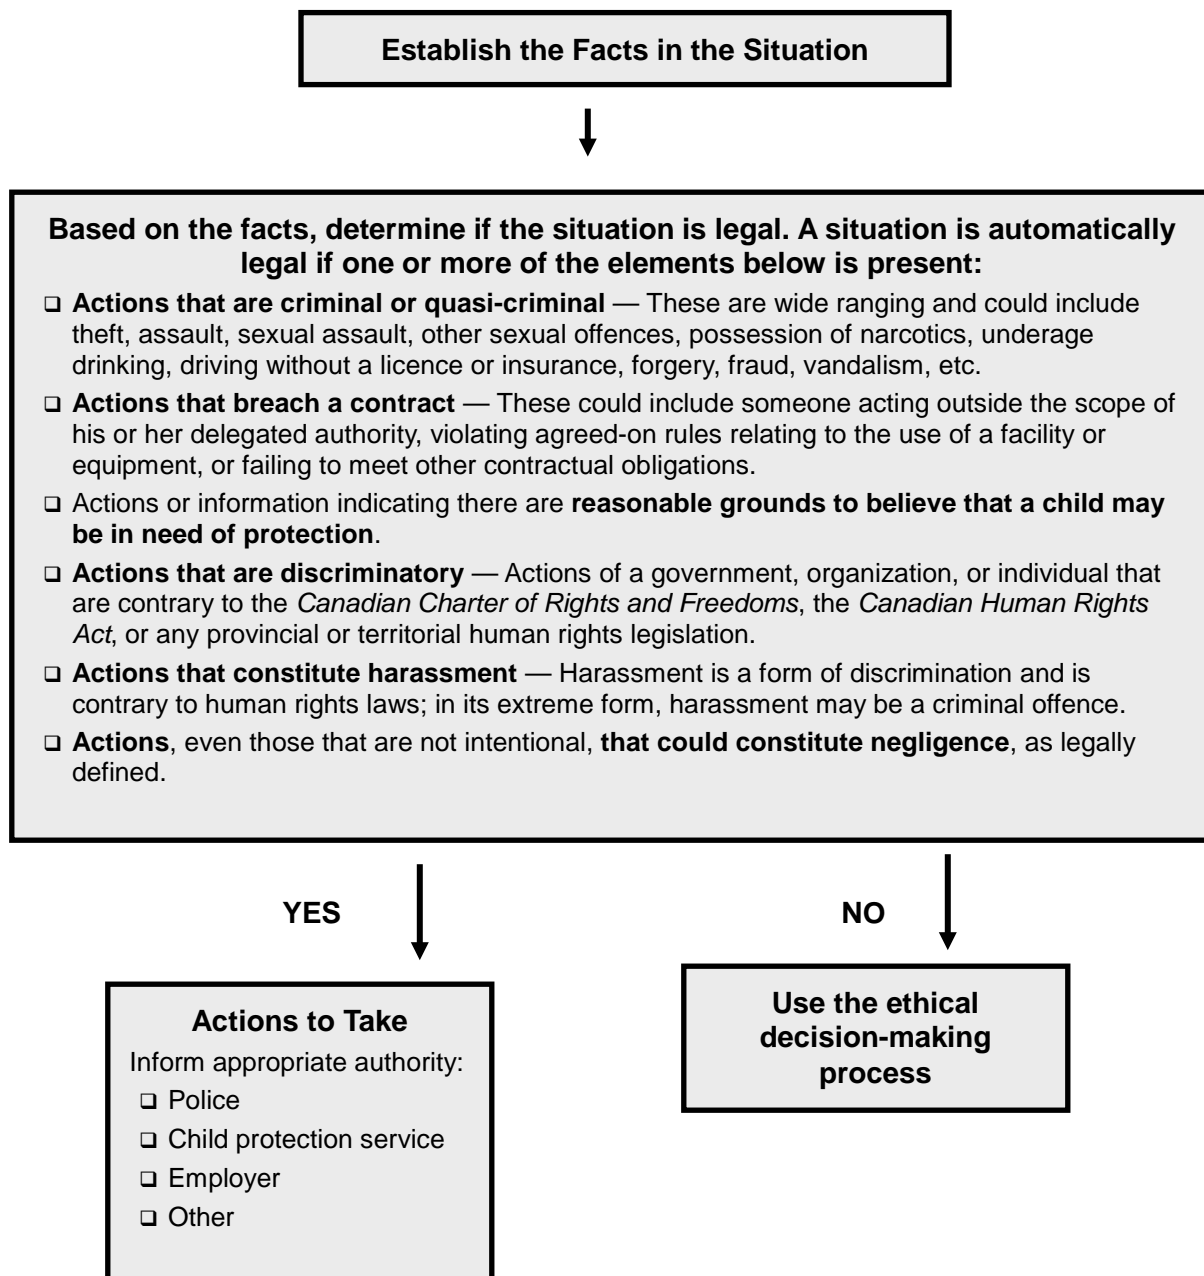 Establish the Facts in the Situation
Based on the facts, determine if the situation is legal. A situation is automatically
legal if one or more of the elements below is present:
❑ Actions that are criminal or quasi-criminal — These are wide ranging and could include
theft, assault, sexual assault, other sexual offences, possession of narcotics, underage
drinking, driving without a licence or insurance, forgery, fraud, vandalism, etc.
❑ Actions that breach a contract — These could include someone acting outside the scope of
his or her delegated authority, violating agreed-on rules relating to the use of a facility or
equipment, or failing to meet other contractual obligations.
❑ Actions or information indicating there are reasonable grounds to believe that a child may
be in need of protection.
❑ Actions that are discriminatory — Actions of a government, organization, or individual that
are contrary to the Canadian Charter of Rights and Freedoms, the Canadian Human Rights
Act, or any provincial or territorial human rights legislation.
❑ Actions that constitute harassment — Harassment is a form of discrimination and is
contrary to human rights laws; in its extreme form, harassment may be a criminal offence.
❑ Actions, even those that are not intentional, that could constitute negligence, as legally
defined.
YES
NO
Actions to Take
Inform appropriate authority:
❑ Police
❑ Child protection service
❑ Employer
❑ Other
Use the ethical
decision-making
process